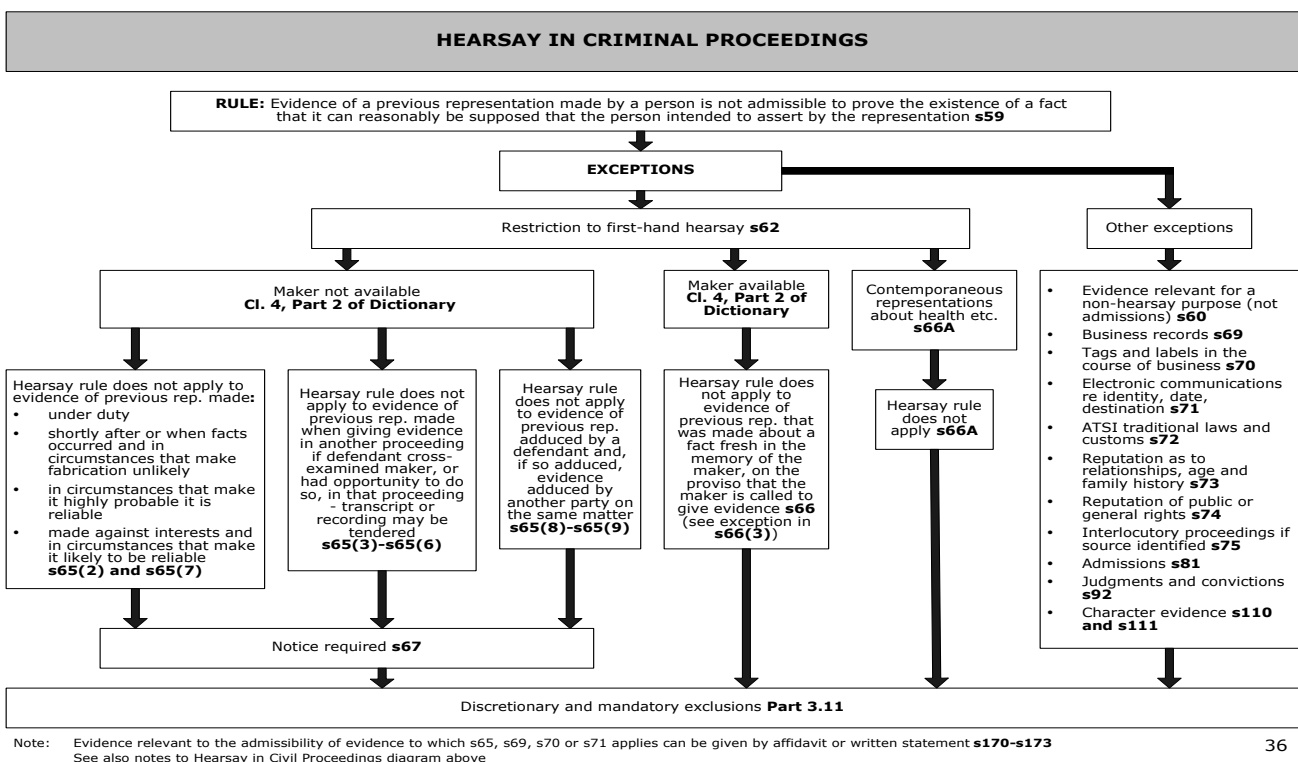 HEARSAY IN CRIMINAL PROCEEDINGS
RULE: Evidence of a previous representation made by a person is not admissible to prove the existence of a fact
that it can reasonably be supposed that the person intended to assert by the representation s59
EXCEPTIONS
Restriction to first-hand hearsay s62
Other exceptions
Maker not available
Cl. 4, Part 2 of Dictionary
Maker available
Cl. 4, Part 2 of
Dictionary
Contemporaneous
representations
about health etc.
s66A
Hearsay rule does not apply to
evidence of previous rep. made:
• under duty
• shortly after or when facts
occurred and in
circumstances that make
fabrication unlikely
• in circumstances that make
it highly probable it is
reliable
• made against interests and
in circumstances that make
it likely to be reliable
s65(2) and s65(7)
Hearsay rule does not
apply to evidence of
previous rep. made
when giving evidence
in another proceeding
if defendant cross-
examined maker, or
had opportunity to do
so, in that proceeding
- transcript or
recording may be
tendered
s65(3)-s65(6)
Hearsay rule
does not apply
to evidence of
previous rep.
adduced by a
defendant and,
if so adduced,
evidence
adduced by
another party on
the same matter
s65(8)-s65(9)
Hearsay rule does
not apply to
evidence of
previous rep. that
was made about a
fact fresh in the
memory of the
maker, on the
proviso that the
maker is called to
give evidence s66
(see exception in
s66(3))
Hearsay rule
does not
apply s66A
• Evidence relevant for a
non-hearsay purpose (not
admissions) s60
• Business records s69
• Tags and labels in the
course of business s70
• Electronic communications
re identity, date,
destination s71
• ATSI traditional laws and
customs s72
• Reputation as to
relationships, age and
family history s73
• Reputation of public or
general rights s74
• Interlocutory proceedings if
source identified s75
• Admissions s81
• Judgments and convictions
s92
• Character evidence s110
and s111
Notice required s67
Discretionary and mandatory exclusions Part 3.11
Note: Evidence relevant to the admissibility of evidence to which s65, s69, s70 or s71 applies can be given by affidavit or written statement s170-s173
See also notes to Hearsay in Civil Proceedings diagram above
36